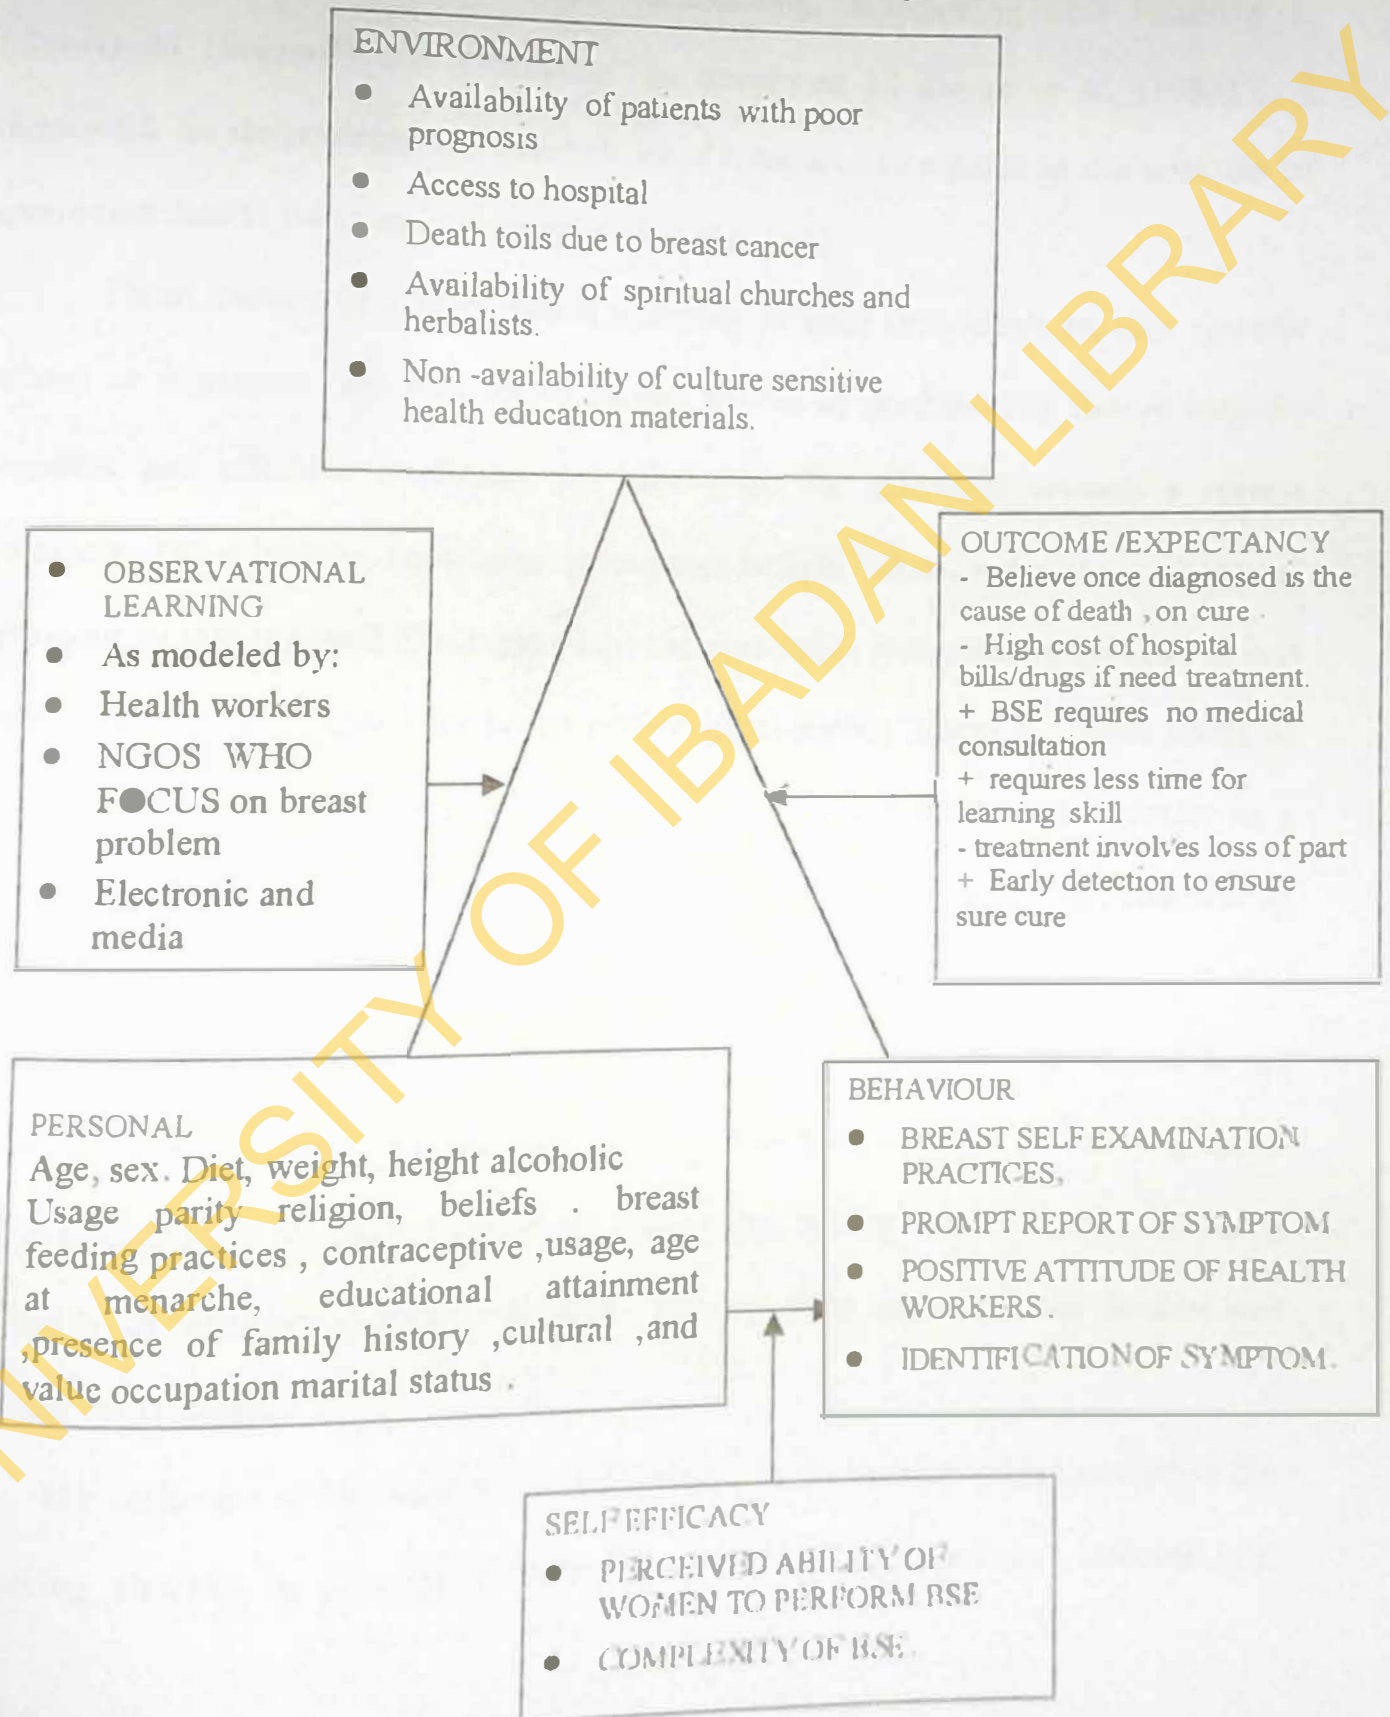 ENVIRONMENT
● Availability of patients with poor
prognosis
● Access to hospital
● Death toils due to breast cancer
● Availability of spiritual churches and
herbalists.
● Non -availability of culture sensitive
health education materials.
● OBSERVATIONAL
LEARNING
● As modeled by:
● Health workers
● NGOS WHO
FOCUS on breast
problem
● Electronic and
media
OUTCOME /EXPECTANCY
- Believe once diagnosed is the
cause of death , on cure .
- High cost of hospital
bills/drugs if need treatment.
+ BSE requires no medical
consultation
+ requires less time for
learning skill
- treatment involves loss of part
+ Early detection to ensure
sure cure
PERSONAL
Age, sex. Diet, weight, height alcoholic
Usage parity religion, beliefs . breast
feeding practices , contraceptive ,usage, age
at menarche, educational attainment
,presence of family history ,cultural ,and
value occupation marital status .
BEHAVIOUR
● BREAST SELF EXAMINATION
PRACTICES,
● PROMPT REPORT OF SYMPTOM.
● POSITIVE ATTITUDE OF HEALTH
WORKERS .
● IDENTIFICATION OF SYMPTOM.
SELF EFFICACY
● PERCEIVED ABILITY OF
WOMEN TO PERFORM BSE
● COMPLEXITY OF BSE.
UNIVERSITY OF IBADAN LIBRARY